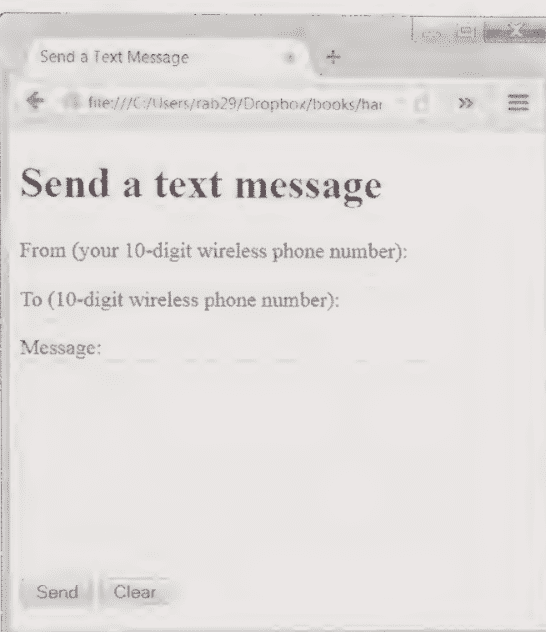 Send a Text Message
file:///C:/Users/rab29/Dropbox/books/har
Send a text message
From (your 10-digit wireless phone number):
To (10-digit wireless phone number):
Message:
Send Clear